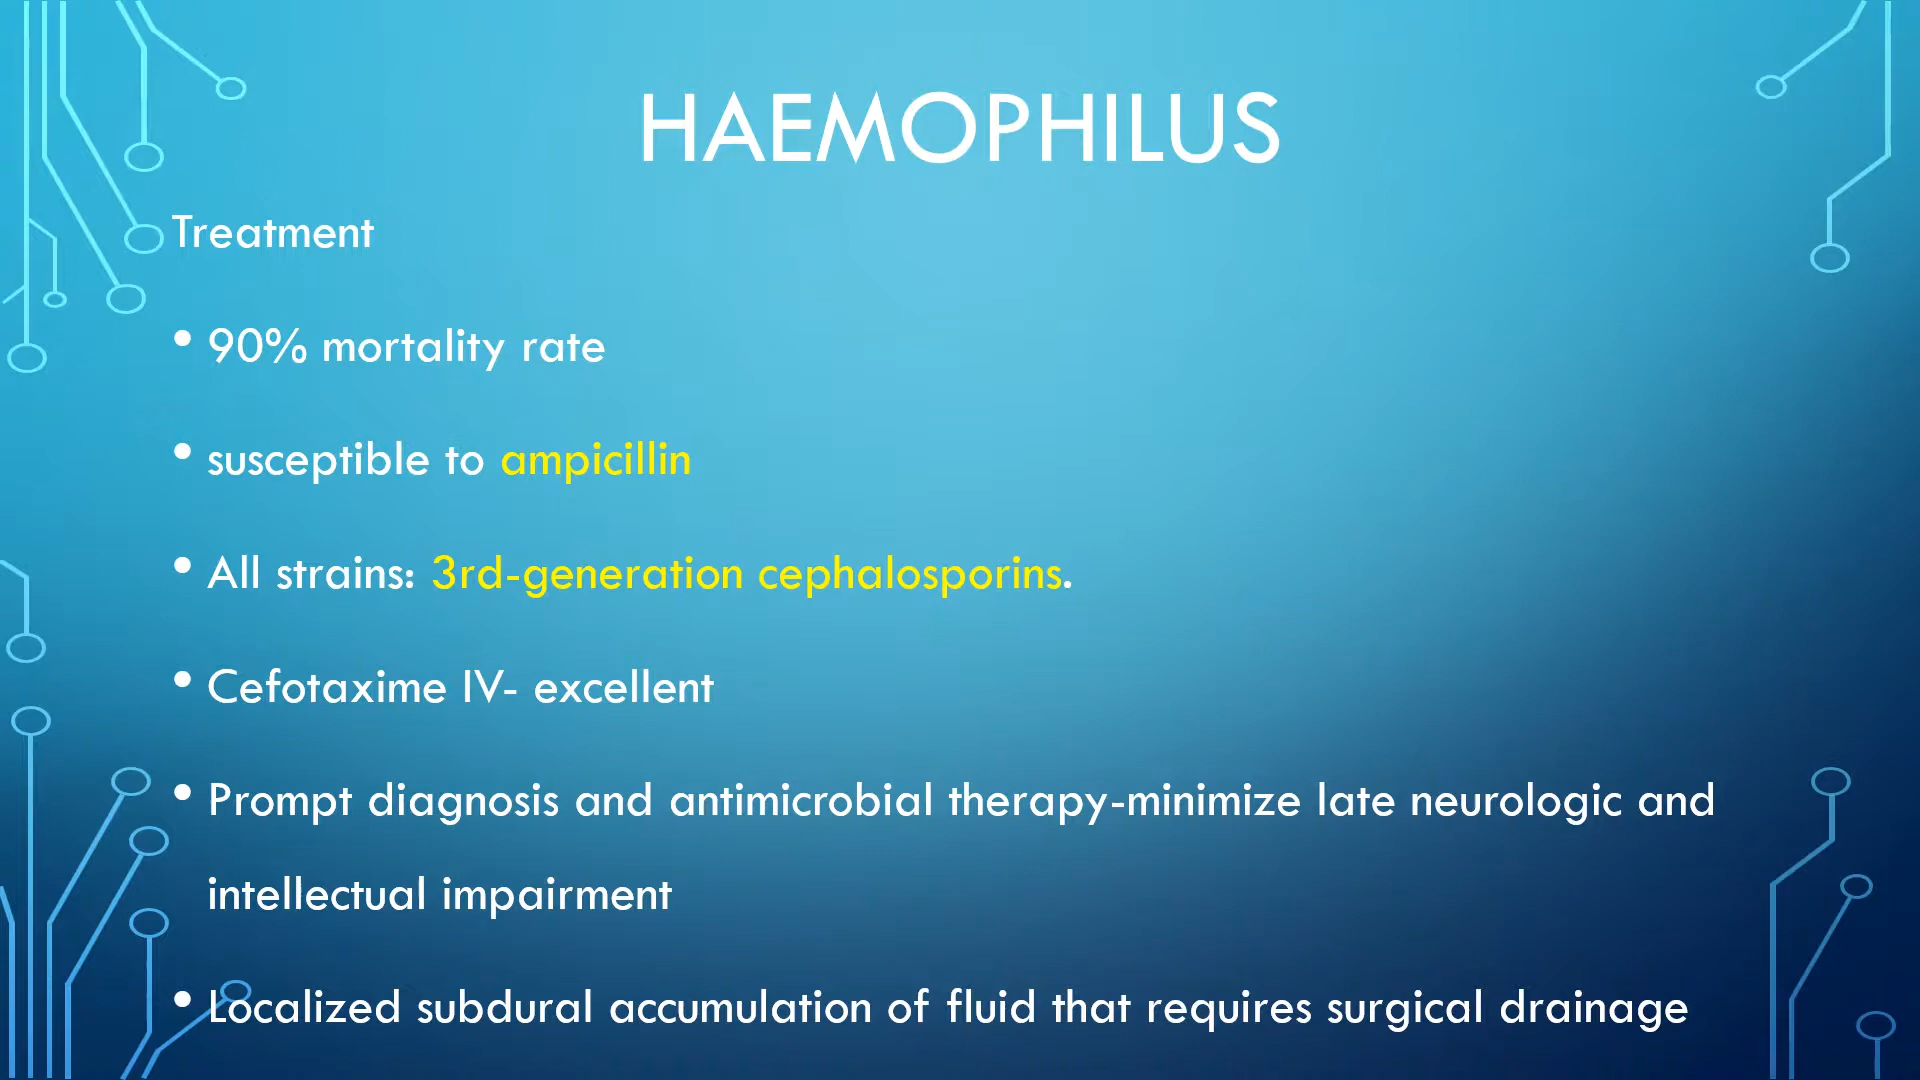 HAEMOPHILUS
Treatment
• 90% mortality rate
• susceptible to ampicillin
• All strains: 3rd-generation cephalosporins.
• Cefotaxime IV- excellent
• Prompt diagnosis and antimicrobial therapy-minimize late neurologic and
intellectual impairment
• Localized subdural accumulation of fluid that requires surgical drainage